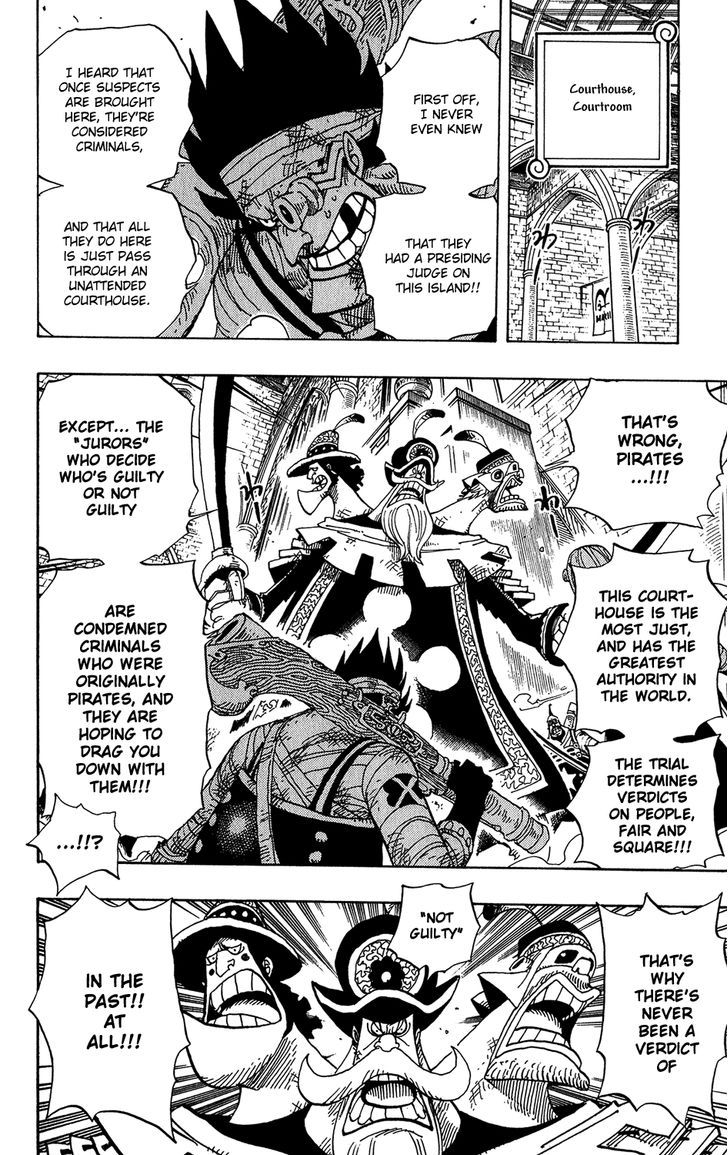 Courthouse,
Courtroom
わ
わ
FIRST OFF,
I NEVER
EVEN KNEW
THAT THEY
HAD A PRESIDING
JUDGE ON
THIS ISLAND!!
I HEARD THAT
ONCE SUSPECTS
ARE BROUGHT
HERE, THEY'RE
CONSIDERED
CRIMINALS,
AND THAT ALL
THEY DO HERE
IS JUST PASS
THROUGH AN
UNATTENDED
COURTHOUSE.
THAT'S
WRONG,
PIRATES
...!!!
THIS COURT-
HOUSE IS THE
MOST JUST,
AND HAS THE
GREATEST
AUTHORITY IN
THE WORLD.
THE TRIAL
DETERMINES
VERDICTS
ON PEOPLE,
FAIR AND
SQUARE!!!
わ
わ
EXCEPT... THE
"JURORS"
WHO DECIDE
WHO'S GUILTY
OR NOT
GUILTY
ARE
CONDEMNED
CRIMINALS
WHO WERE
ORIGINALLY
PIRATES, AND
THEY ARE
HOPING TO
DRAG YOU
DOWN WITH
THEM!!!
...!!?
THAT'S
WHY
THERE'S
NEVER
BEEN A
VERDICT
OF
"NOT
GUILTY"
IN THE
PAST!!
AT
ALL!!!